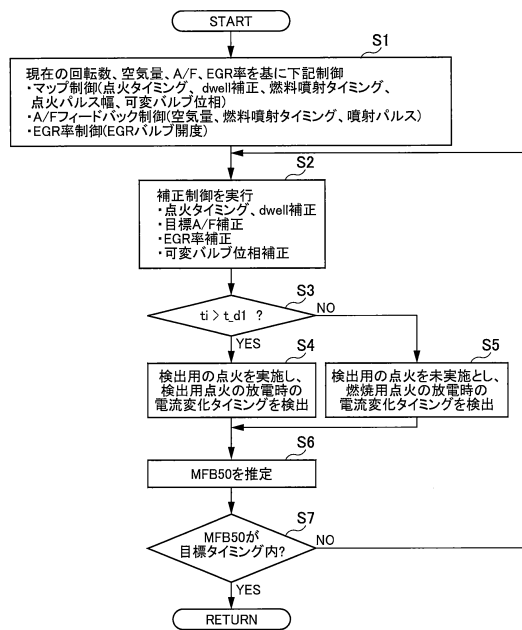 START
S1
現在の回転数、空気量、A/F、EGR率を基に下記制御
・マップ制御(点火タイミング、dwell補正、燃料噴射タイミング、
点火パルス幅、可変バルブ位相)
・A/Fフィードバック制御(空気量、燃料噴射タイミング、噴射パルス)
・EGR率制御(EGRバルブ開度)
S2
補正制御を実行
・点火タイミング、dwell補正
・目標A/F補正
・EGR率補正
・可変バルブ位相補正
S3
ti > t_d1 ?
NO
YES
S4
検出用の点火を実施し、
検出用点火の放電時の
電流変化タイミングを検出
S5
検出用の点火を未実施とし、
燃焼用点火の放電時の
電流変化タイミングを検出
S6
MFB50を推定
S7
MFB50が
目標タイミング内?
NO
YES
RETURN